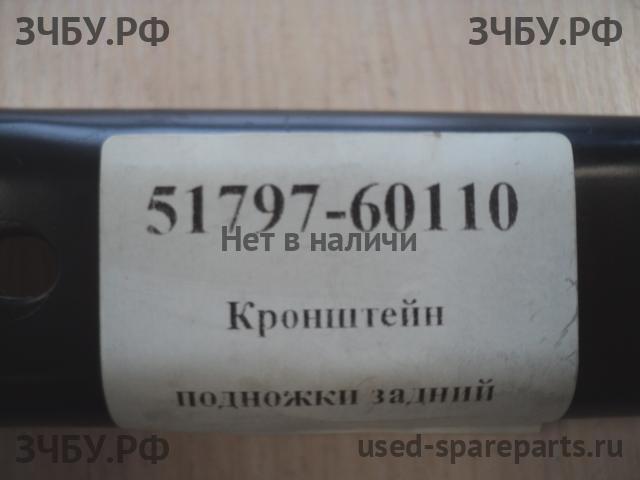 ЗЧБУ.РФ ЗЧБУ.РФ
51797-60110
Нет в наличи
Кронштейн
подножки задний
ЗЧБУ.РФ used-spareparts.ru